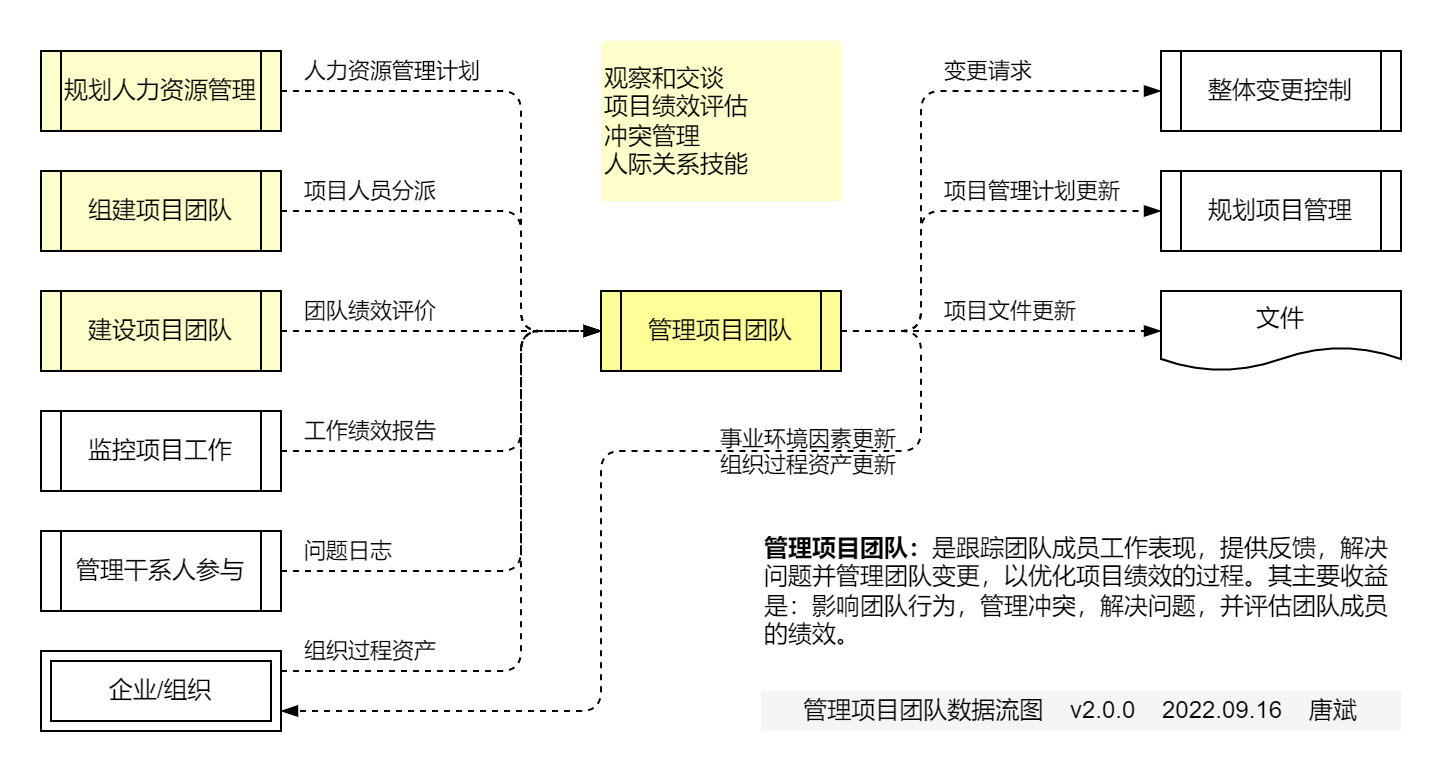 规划人力资源管理
人力资源管理计划
组建项目团队
项目人员分派
建设项目团队
团队绩效评价
监控项目工作
工作绩效报告
管理干系人参与
问题日志
企业/组织
组织过程资产
观察和交谈
项目绩效评估
冲突管理
人际关系技能
管理项目团队
变更请求
整体变更控制
项目管理计划更新
规划项目管理
项目文件更新
文件
事业环境因素更新
组织过程资产更新
管理项目团队：是跟踪团队成员工作表现，提供反馈，解决
问题并管理团队变更，以优化项目绩效的过程。其主要收益
是：影响团队行为，管理冲突，解决问题，并评估团队成员
的绩效。
管理项目团队数据流图 v2.0.0 2022.09.16 唐斌